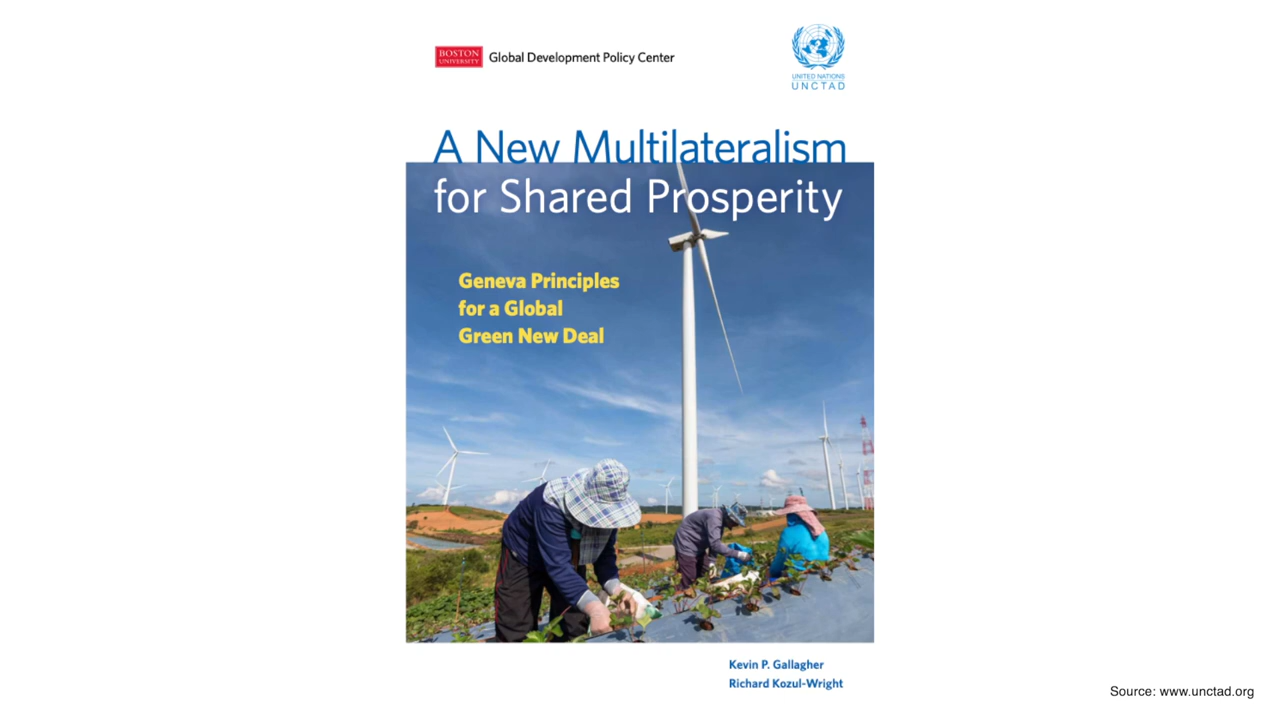 BOSTON
UNIVERSITY
Global Development Policy Center
UNITED NATIONS
UNCTAD
A New Multilateralism
for Shared Prosperity
Geneva Principles
for a Global
Green New Deal
Kevin P. Gallagher
Richard Kozul-Wright
Source: www.unctad.org